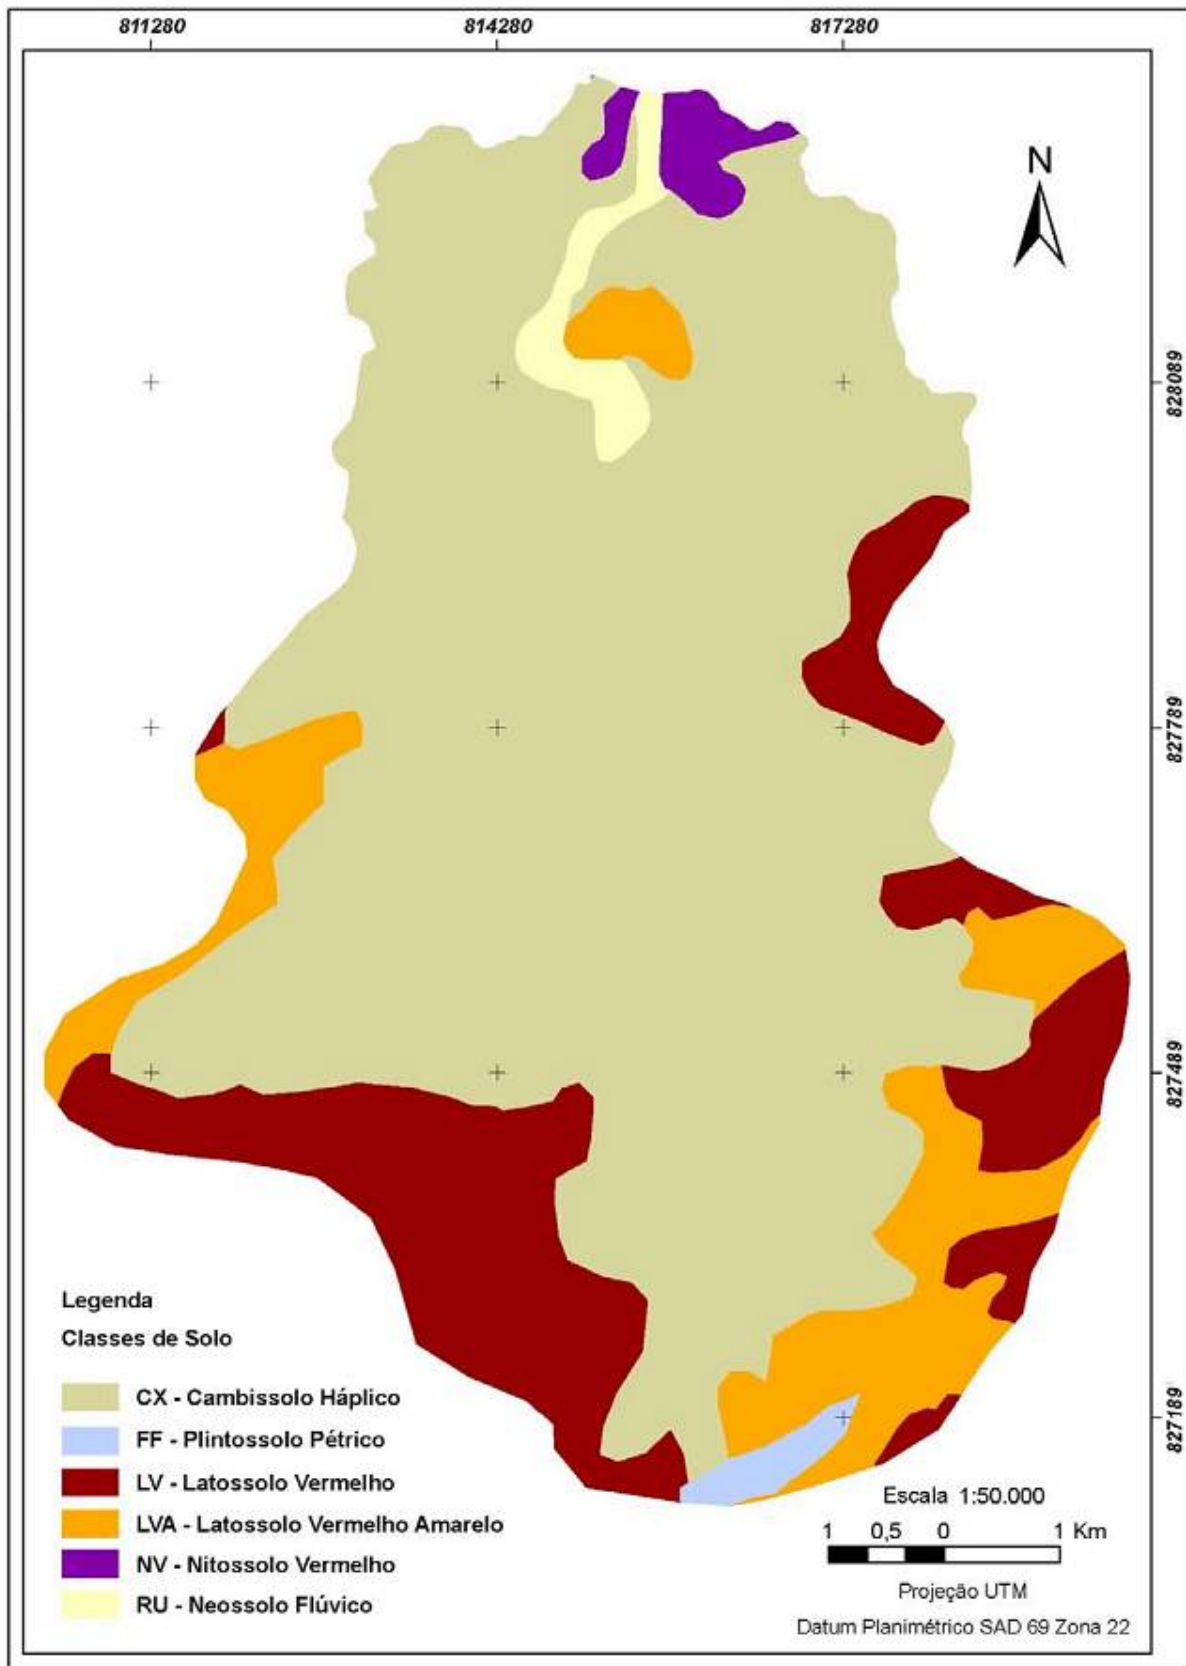 811280 814280 817280
N
828089
827789
827489
827189
Legenda
Classes de Solo
CX - Cambissolo Háplico
FF - Plintossolo Pétrico
LV - Latossolo Vermelho
LVA - Latossolo Vermelho Amarelo
NV - Nitossolo Vermelho
RU - Neossolo Flúvico
Escala 1:50.000
1 0,5 0 1 Km
Projeção UTM
Datum Planimétrico SAD 69 Zona 22